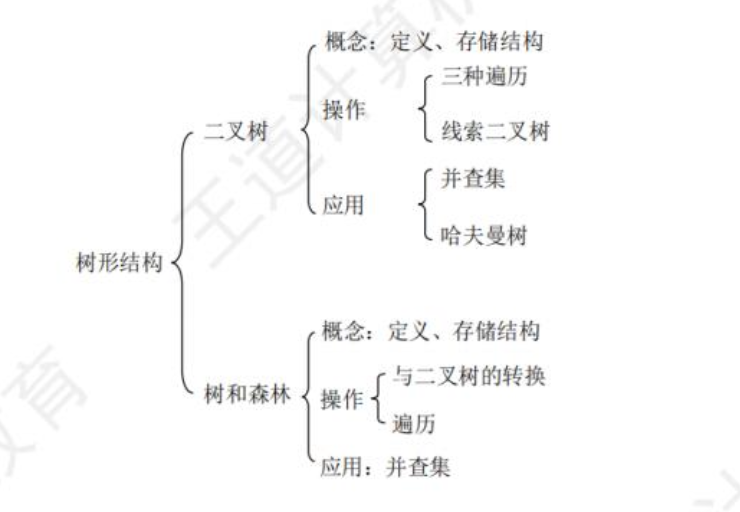 概念：定义、存储结构
三种遍历
操作
线索二叉树
二叉树
并查集
应用
哈夫曼树
树形结构
概念：定义、存储结构
与二叉树的转换
操作
树和森林
遍历
应用：并查集
王道计算机
教育